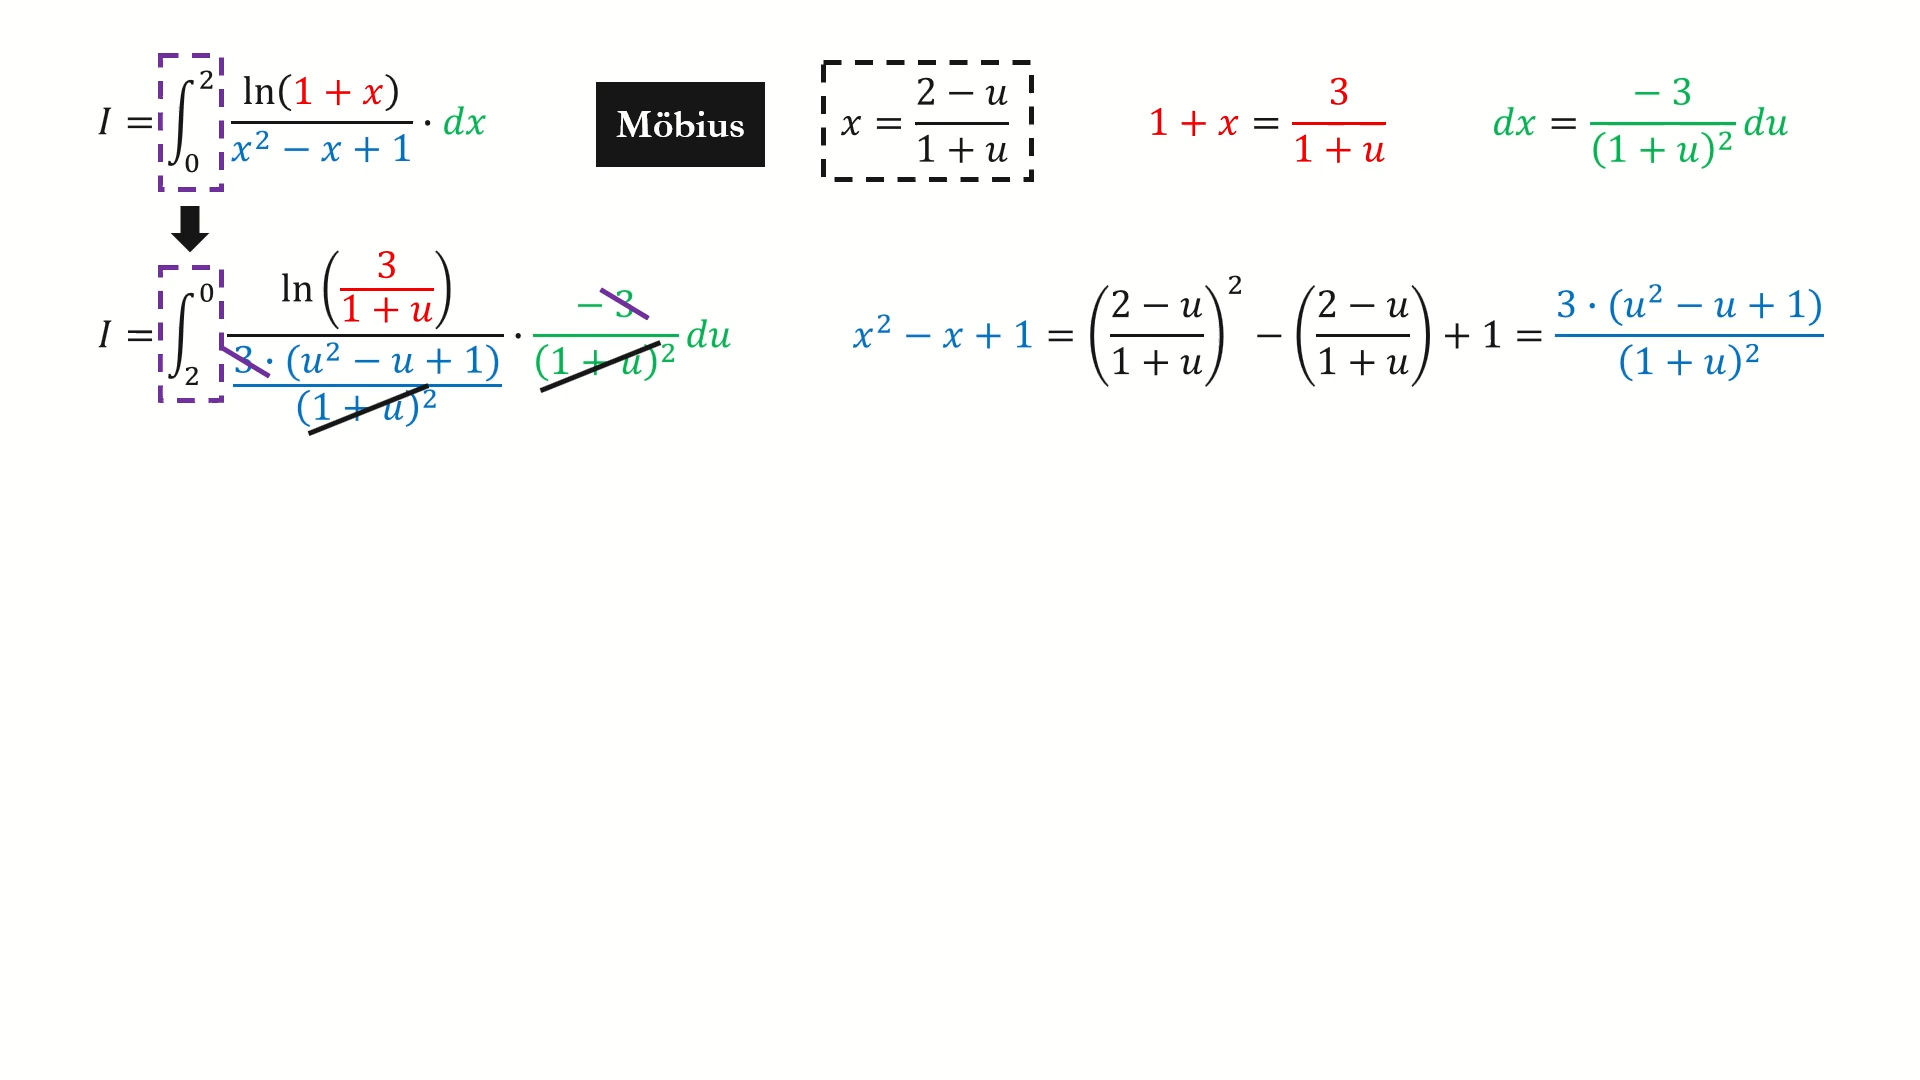 I = ∫₀² ln(1 + x) / (x² − x + 1) · dx
Möbius
x = (2 − u) / (1 + u)
1 + x = 3 / (1 + u)
dx = − 3 / (1 + u)² du
I = ∫₂⁰ ln(3 / (1 + u)) / (3 · (u² − u + 1) / (1 + u)²) · − 3 / (1 + u)² du
x² − x + 1 = ((2 − u) / (1 + u))² − ((2 − u) / (1 + u)) + 1 = 3 · (u² − u + 1) / (1 + u)²